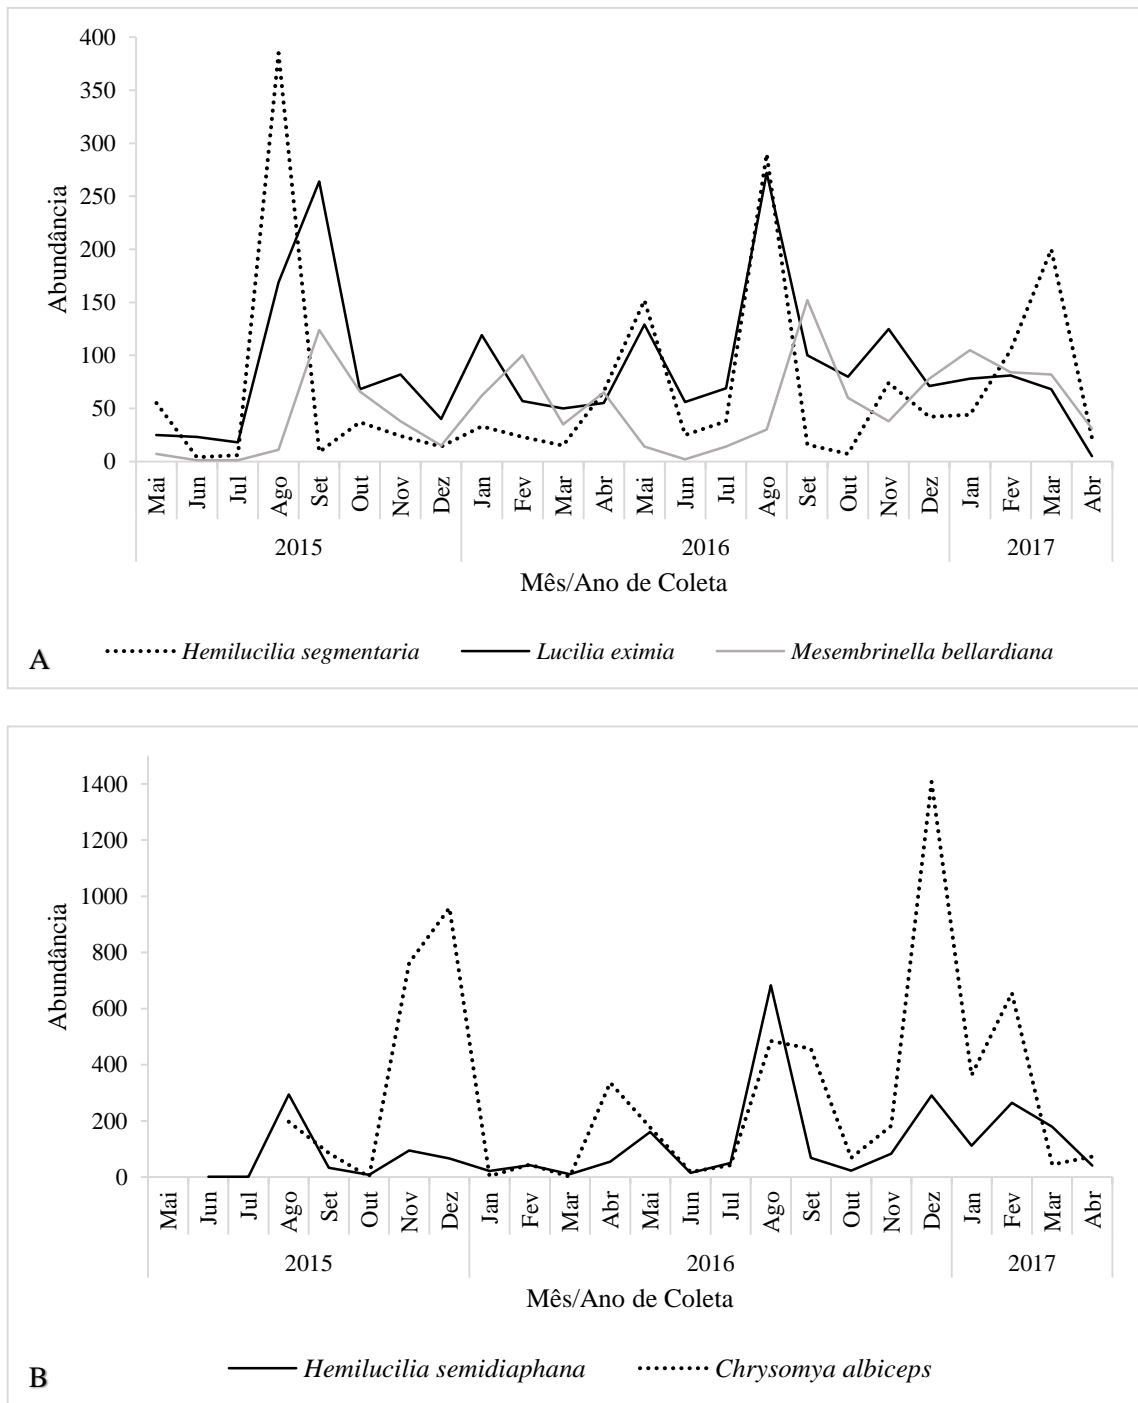 400
350
300
250
200
150
100
50
0
Abundância
Mai Jun Jul Ago Set Out Nov Dez Jan Fev Mar Abr Mai Jun Jul Ago Set Out Nov Dez Jan Fev Mar Abr
2015 2016 2017
Mês/Ano de Coleta
Hemilucilia segmentaria Lucilia eximia Mesembrinella bellardiana
A
1400
1200
1000
800
600
400
200
0
Abundância
Mai Jun Jul Ago Set Out Nov Dez Jan Fev Mar Abr Mai Jun Jul Ago Set Out Nov Dez Jan Fev Mar Abr
2015 2016 2017
Mês/Ano de Coleta
Hemilucilia semidiaphana Chrysomya albiceps
B